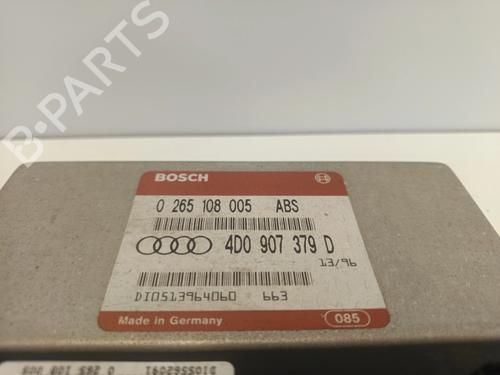 BOSCH
0 265 108 005 ABS
4D0 907 379 D
13/96
DI0513964060 663
Made in Germany 085
B-PARTS